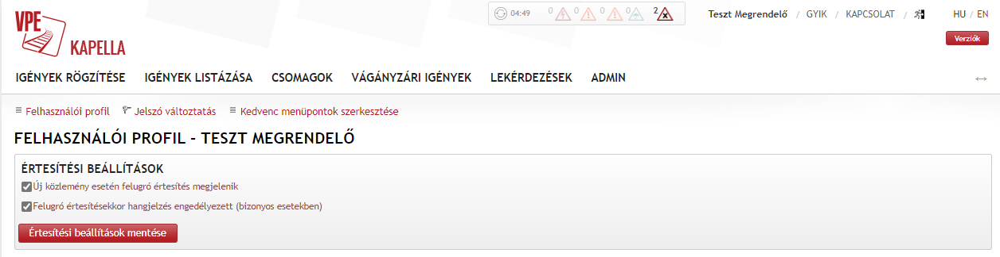 VPE
KAPELLA
04:49 0 0 0 0 2
Teszt Megrendelő / GYIK / KAPCSOLAT / HU / EN
Verziók
IGÉNYEK RÖGZÍTÉSE IGÉNYEK LISTÁZÁSA CSOMAGOK VÁGÁNYZÁRI IGÉNYEK LEKÉRDEZÉSEK ADMIN
Felhasználói profil Jelszó változtatás Kedvenc menüpontok szerkesztése
FELHASZNÁLÓI PROFIL - TESZT MEGRENDELŐ
ÉRTESÍTÉSI BEÁLLÍTÁSOK
Új közlemény esetén felugró értesítés megjelenik
Felugró értesítésekkor hangjelzés engedélyezett (bizonyos esetekben)
Értesítési beállítások mentése